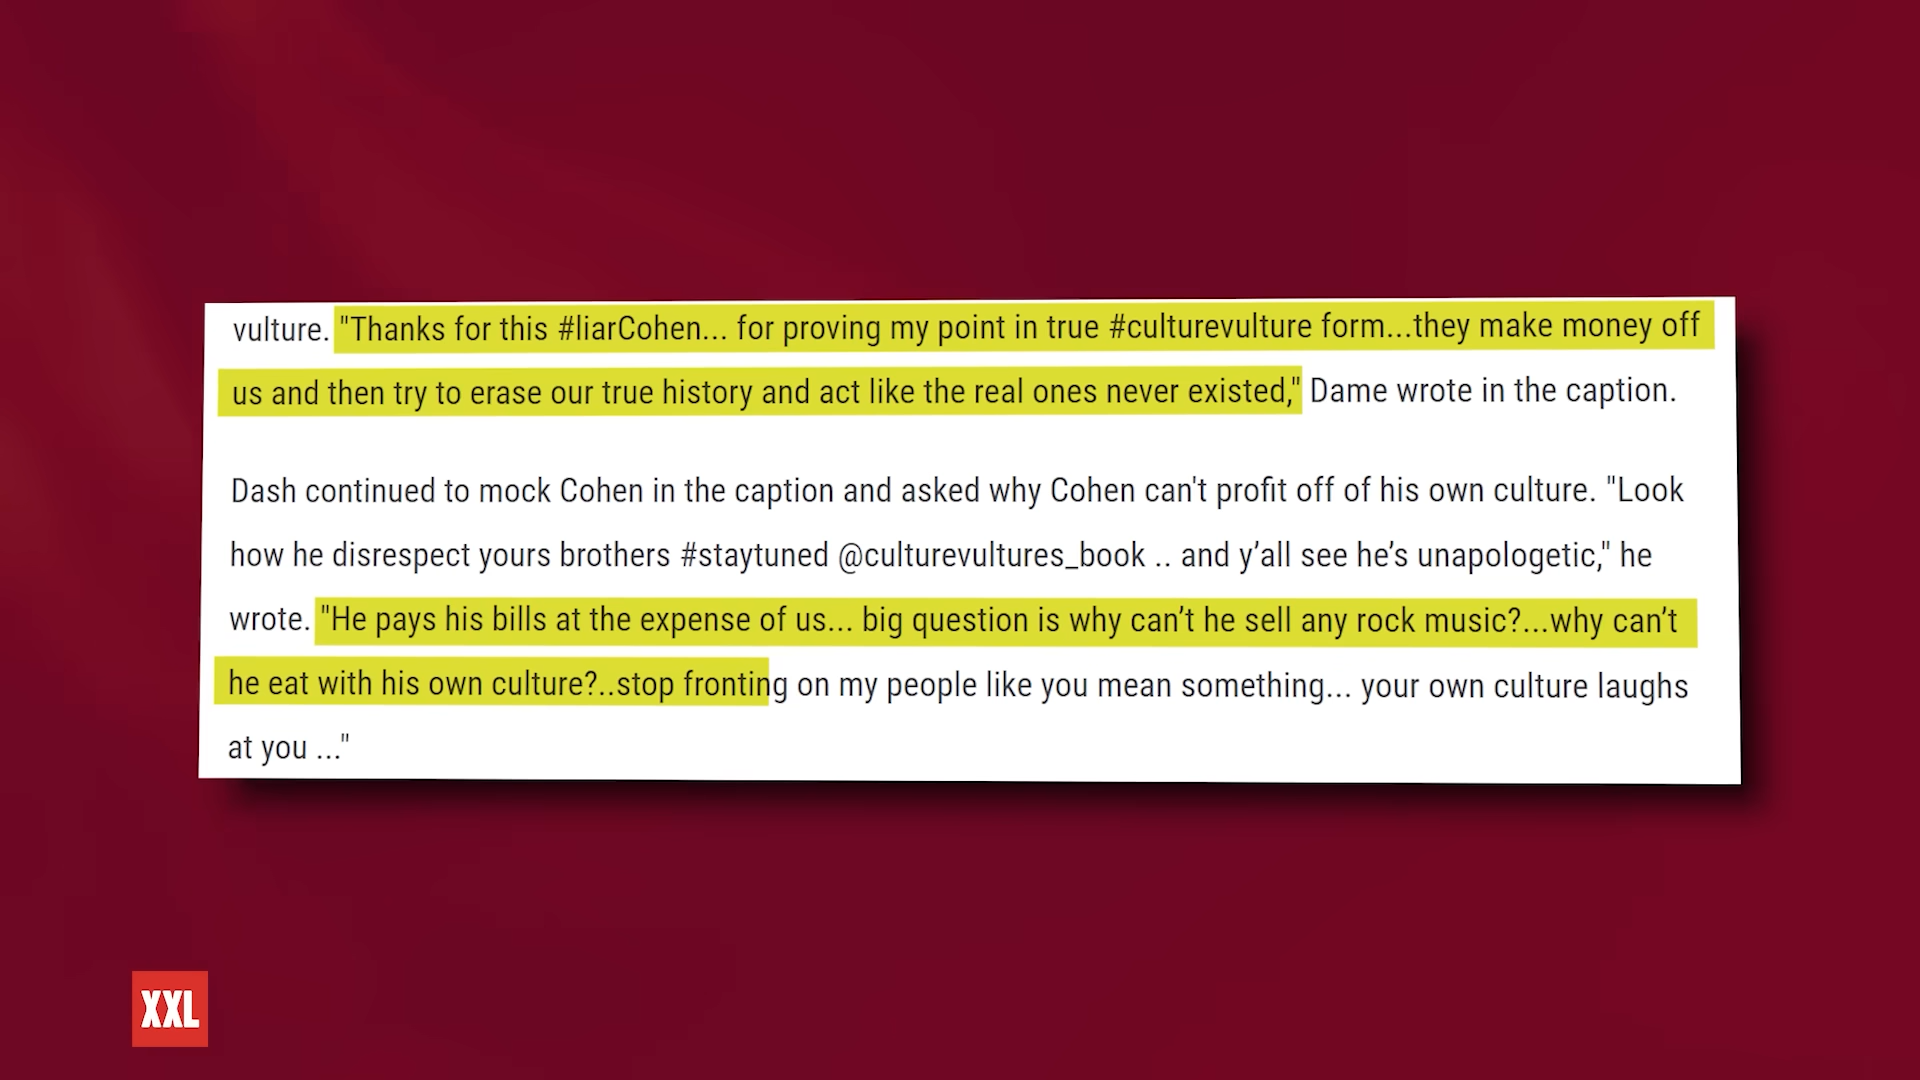 vulture. "Thanks for this #liarCohen... for proving my point in true #culturevulture form...they make money off
us and then try to erase our true history and act like the real ones never existed," Dame wrote in the caption.
Dash continued to mock Cohen in the caption and asked why Cohen can't profit off of his own culture. "Look
how he disrespect yours brothers #staytuned @culturevultures_book .. and y’all see he’s unapologetic," he
wrote. "He pays his bills at the expense of us... big question is why can’t he sell any rock music?...why can’t
he eat with his own culture?..stop fronting on my people like you mean something... your own culture laughs
at you ..."
XXL